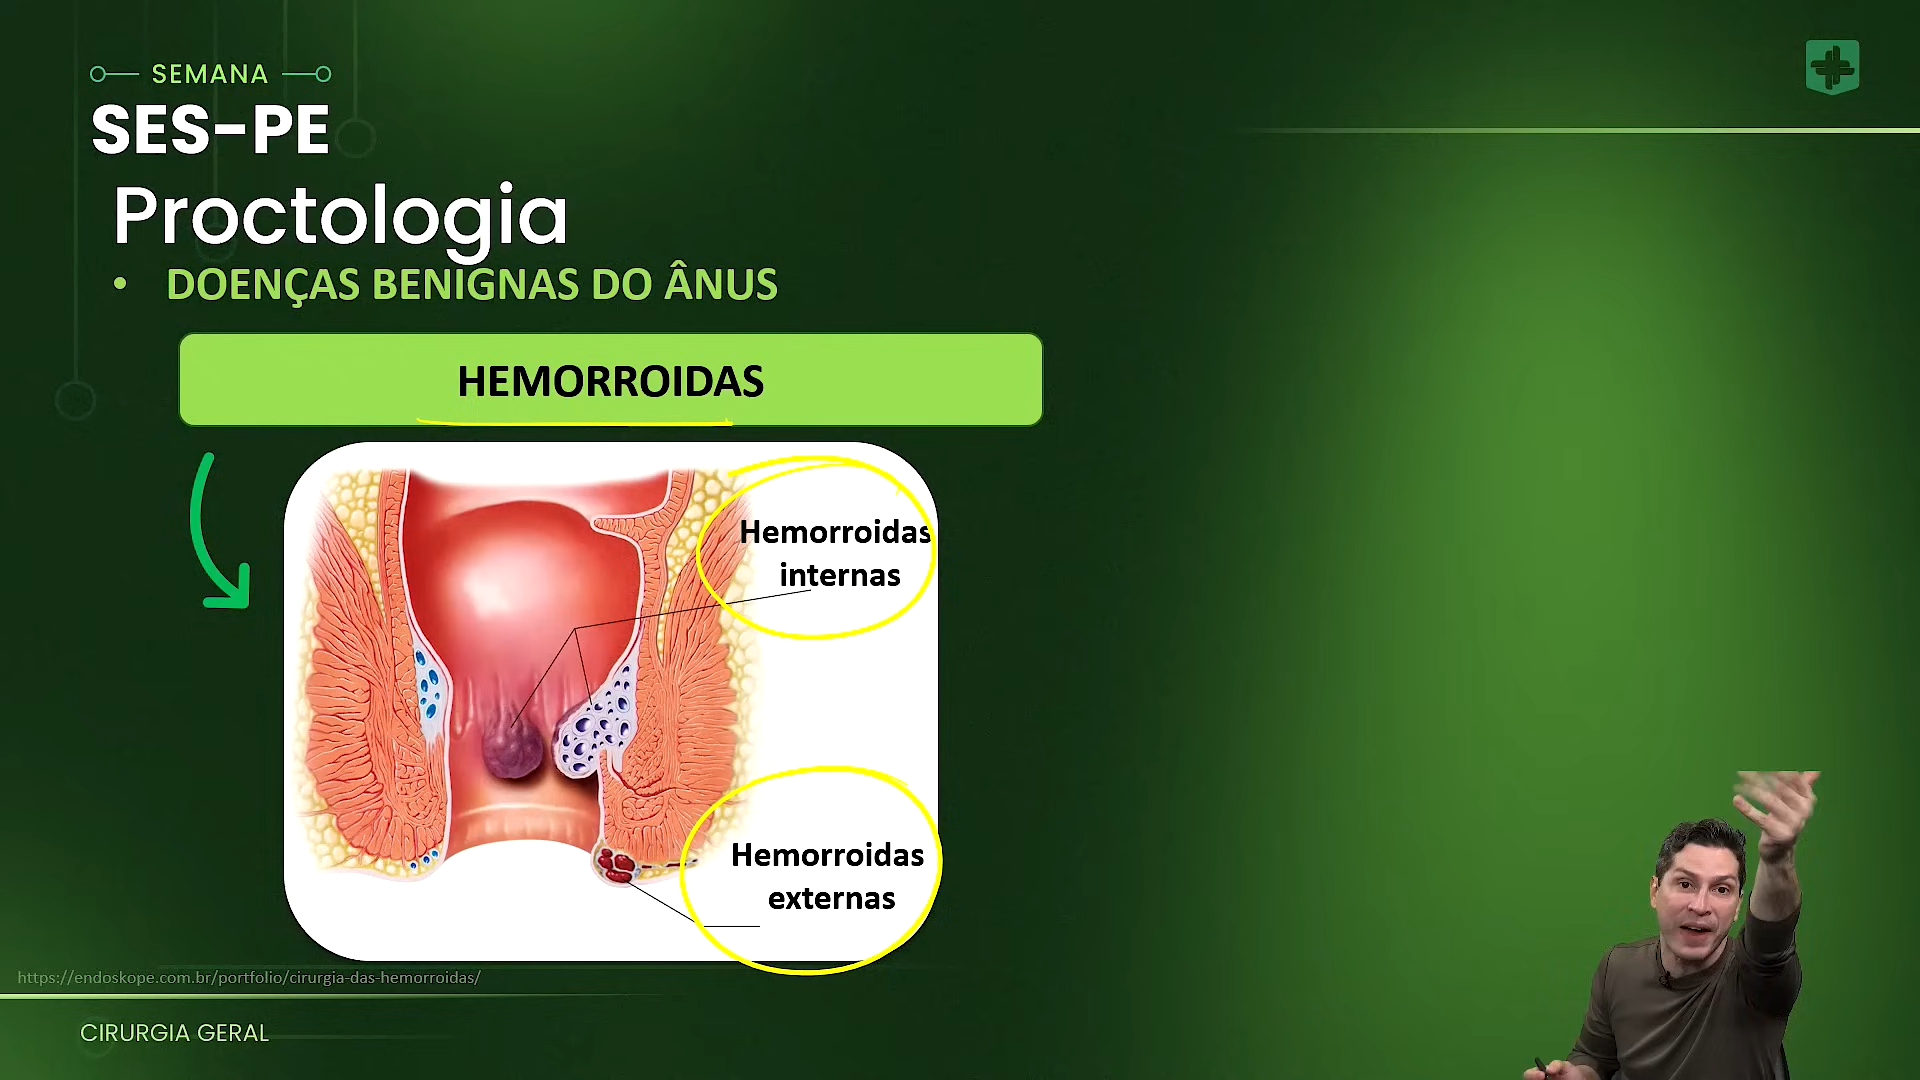 SEMANA
SES-PE
Proctologia
• DOENÇAS BENIGNAS DO ÂNUS
HEMORROIDAS
Hemorroidas
internas
Hemorroidas
externas
https://endoskope.com.br/portfolio/cirurgia-das-hemorroidas/
CIRURGIA GERAL